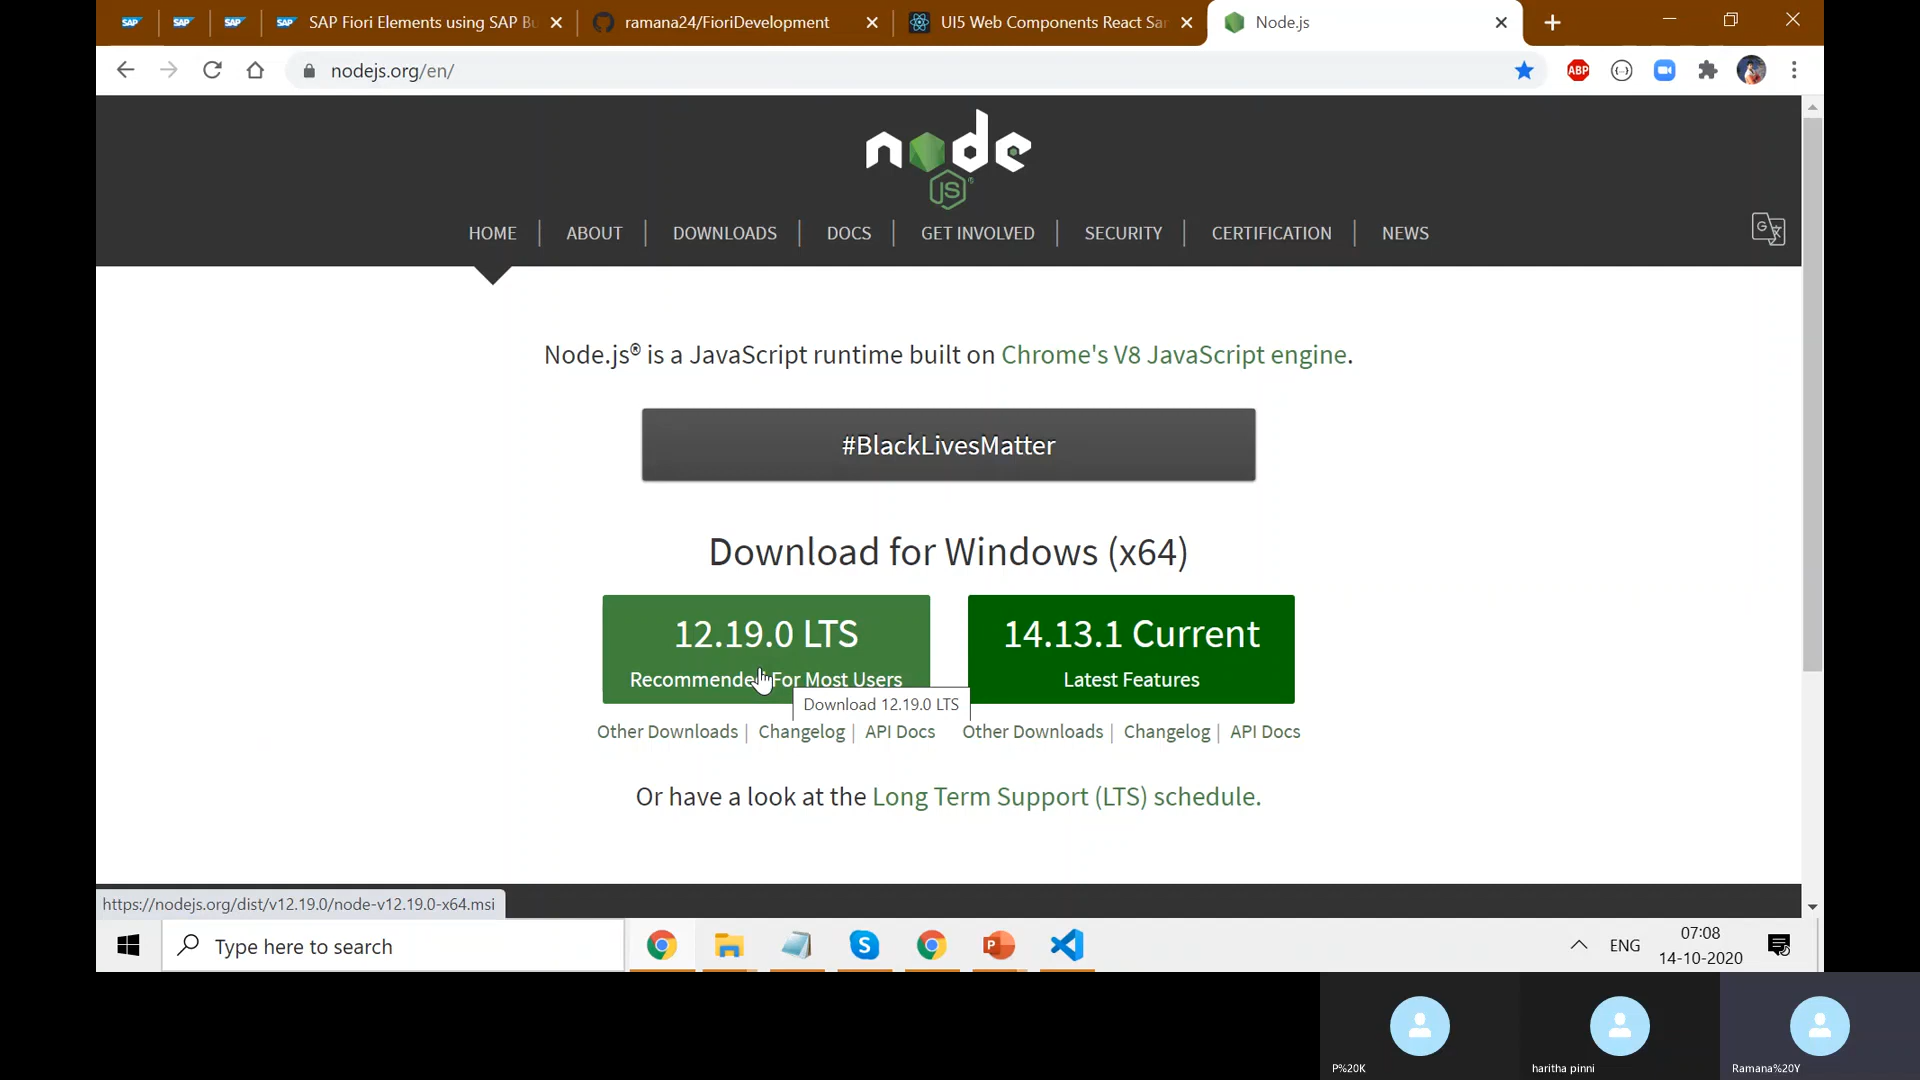 SAP
SAP
SAP
SAP
SAP Fiori Elements using SAP Bu
ramana24/FioriDevelopment
UI5 Web Components React Sar
Node.js
nodejs.org/en/
ABP
node
JS
HOME
ABOUT
DOWNLOADS
DOCS
GET INVOLVED
SECURITY
CERTIFICATION
NEWS
Node.js® is a JavaScript runtime built on Chrome's V8 JavaScript engine.
#BlackLivesMatter
Download for Windows (x64)
12.19.0 LTS
Recommended For Most Users
14.13.1 Current
Latest Features
Download 12.19.0 LTS
Other Downloads | Changelog | API Docs
Other Downloads | Changelog | API Docs
Or have a look at the Long Term Support (LTS) schedule.
https://nodejs.org/dist/v12.19.0/node-v12.19.0-x64.msi
Type here to search
ENG
07:08
14-10-2020
P%20K
haritha pinni
Ramana%20Y